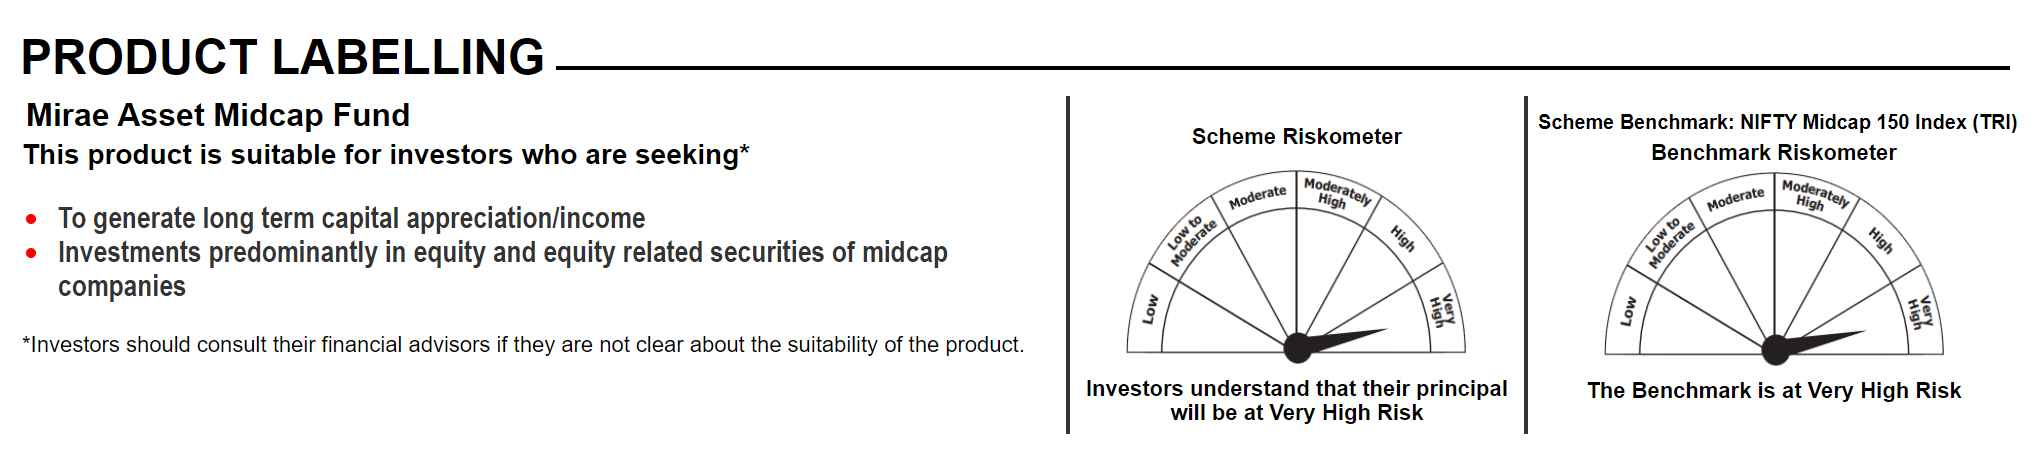 PRODUCT LABELLING
Mirae Asset Midcap Fund
This product is suitable for investors who are seeking*
• To generate long term capital appreciation/income
• Investments predominantly in equity and equity related securities of midcap
companies
*Investors should consult their financial advisors if they are not clear about the suitability of the product.
Scheme Riskometer
Low
Low to
Moderate
Moderate
Moderately
High
High
Very
High
Investors understand that their principal
will be at Very High Risk
Scheme Benchmark: NIFTY Midcap 150 Index (TRI)
Benchmark Riskometer
Low
Low to
Moderate
Moderate
Moderately
High
High
Very
High
The Benchmark is at Very High Risk